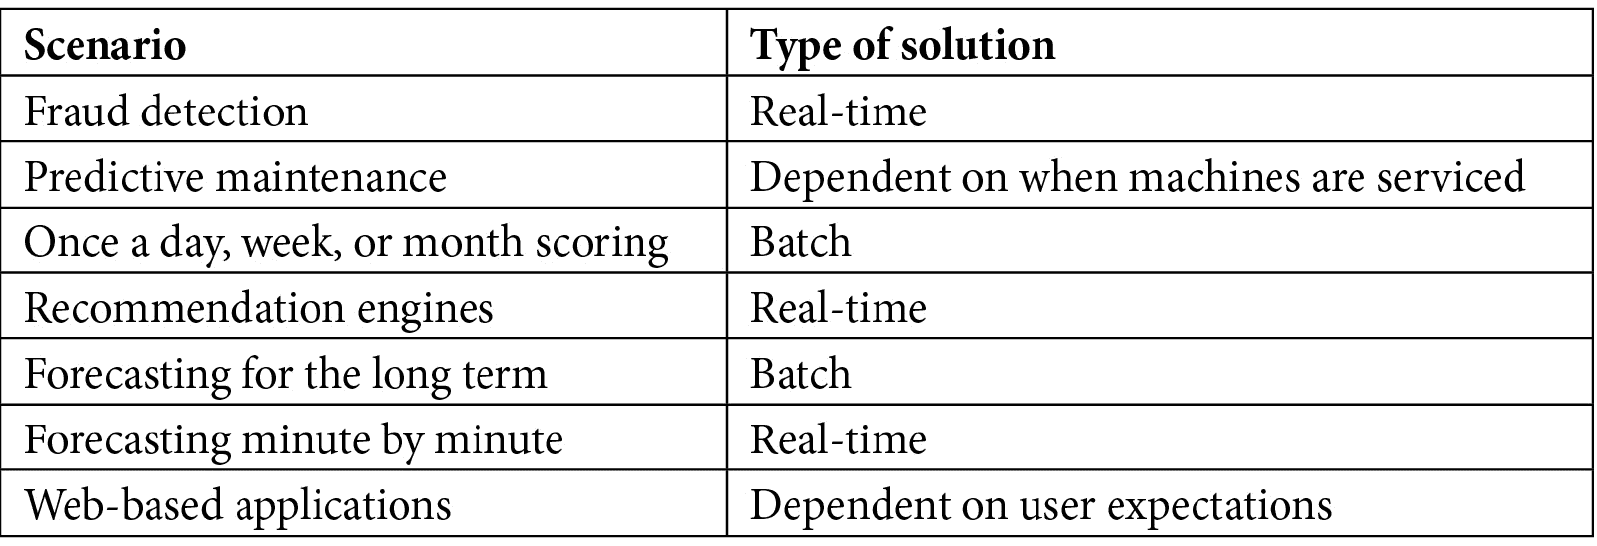 Scenario Type of solution
Fraud detection Real-time
Predictive maintenance Dependent on when machines are serviced
Once a day, week, or month scoring Batch
Recommendation engines Real-time
Forecasting for the long term Batch
Forecasting minute by minute Real-time
Web-based applications Dependent on user expectations